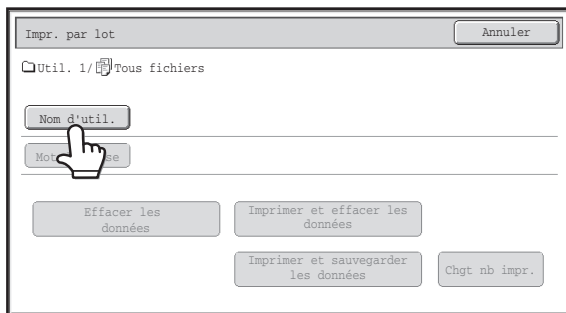 Impr. par lot
Annuler
Util. 1/ Tous fichiers
Nom d'util.
Effacer les
données
Imprimer et effacer les
données
Imprimer et sauvegarder
les données
Chgt nb impr.